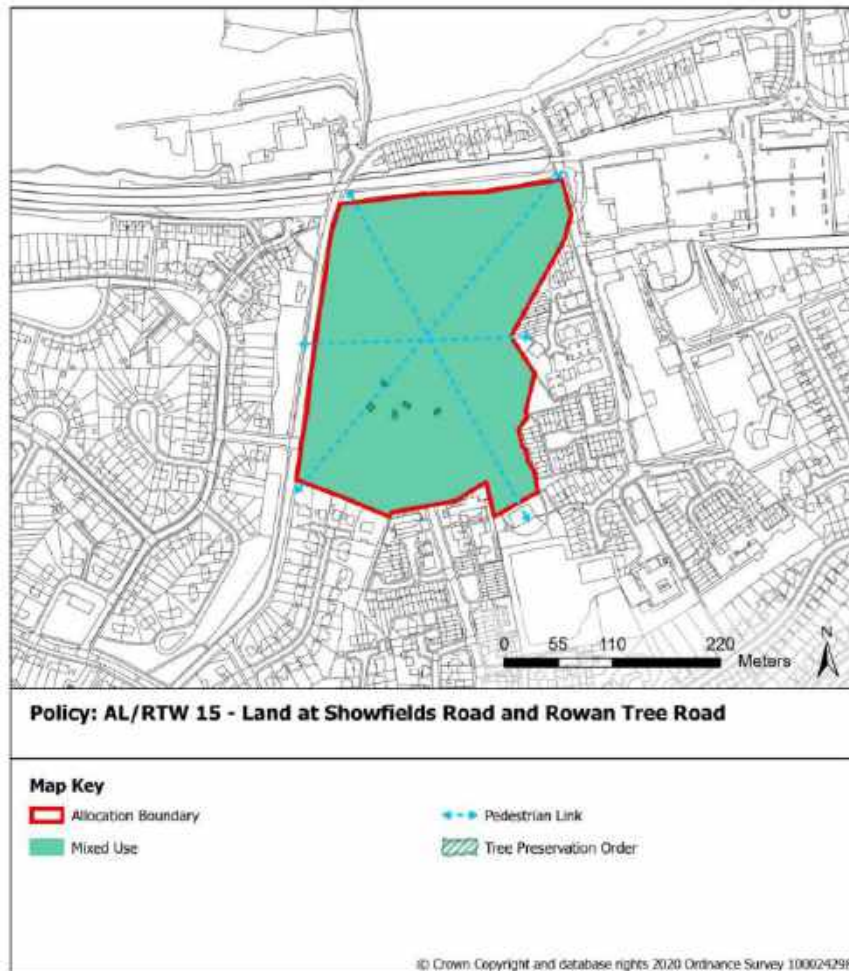 0 55 110 220
Meters
N
Policy: AL/RTW 15 - Land at Showfields Road and Rowan Tree Road
Map Key
Allocation Boundary
Pedestrian Link
Mixed Use
Tree Preservation Order
© Crown Copyright and database rights 2020 Ordnance Survey 100024298